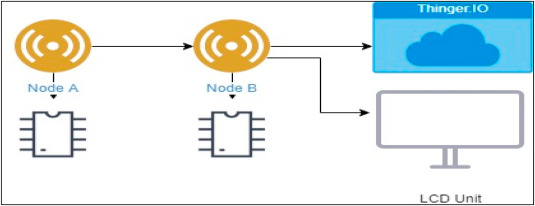 Thinger.IO
Node A
Node B
LCD Unit